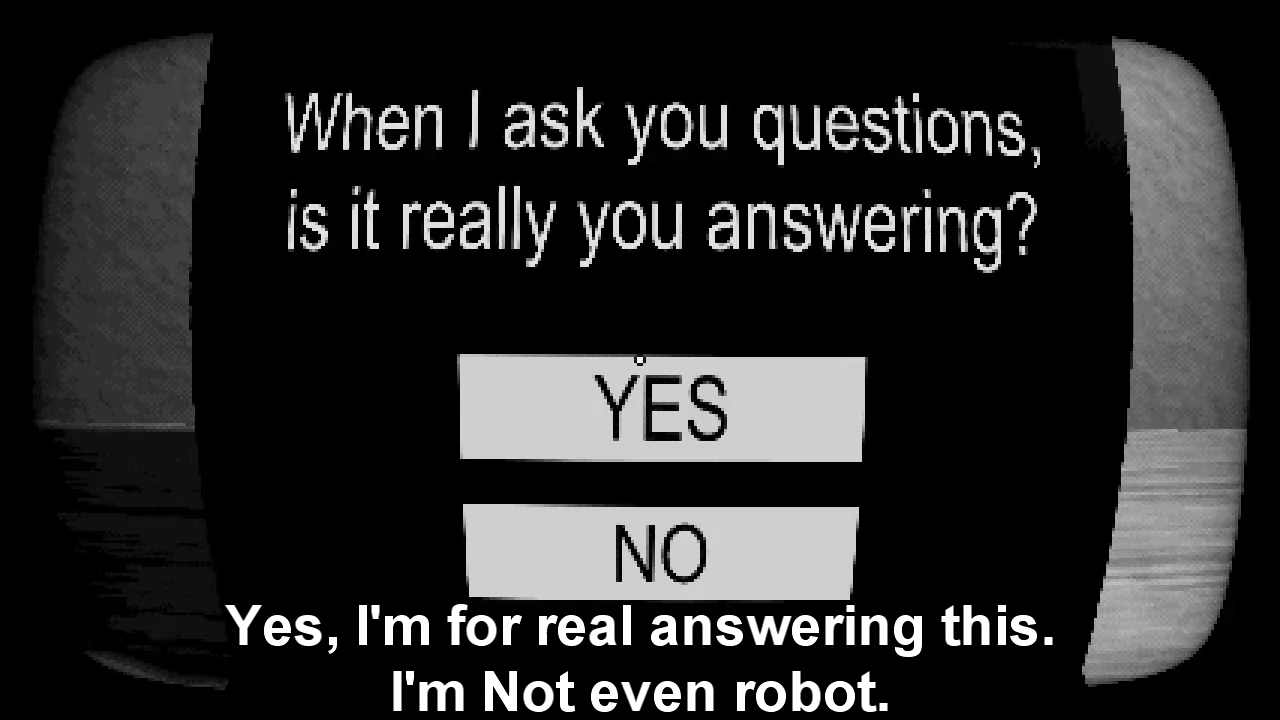 When I ask you questions,
is it really you answering?
YES
NO
Yes, I'm for real answering this.
I'm Not even robot.